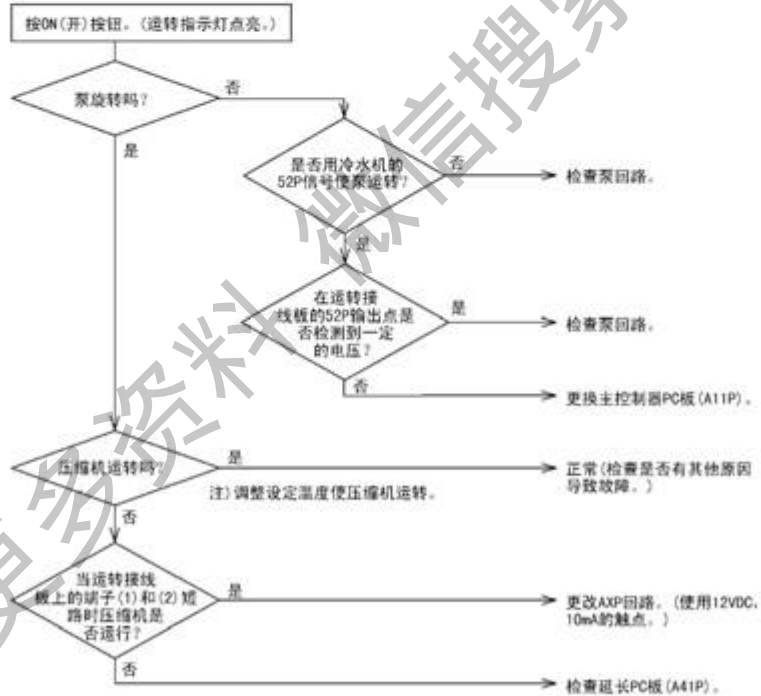 按ON(开)按钮。(运转指示灯点亮。)
泵旋转吗?
否
是
是否用冷水机的
52P信号使泵运转?
否
检查泵回路。
是
在运转接
线板的52P输出点是
否检测到一定
的电压?
是
检查泵回路。
否
更换主控制器PC板(A11P)。
压缩机运转吗?
是
正常(检查是否有其他原因
导致故障。)
注)调整设定温度使压缩机运转。
否
当运转接线
板上的端子(1)和(2)短
路时压缩机是
否运行?
是
更改AXP回路。(使用12VDC,
10mA的触点。)
否
检查延长PC板(A41P)。
更多资料 微信搜索